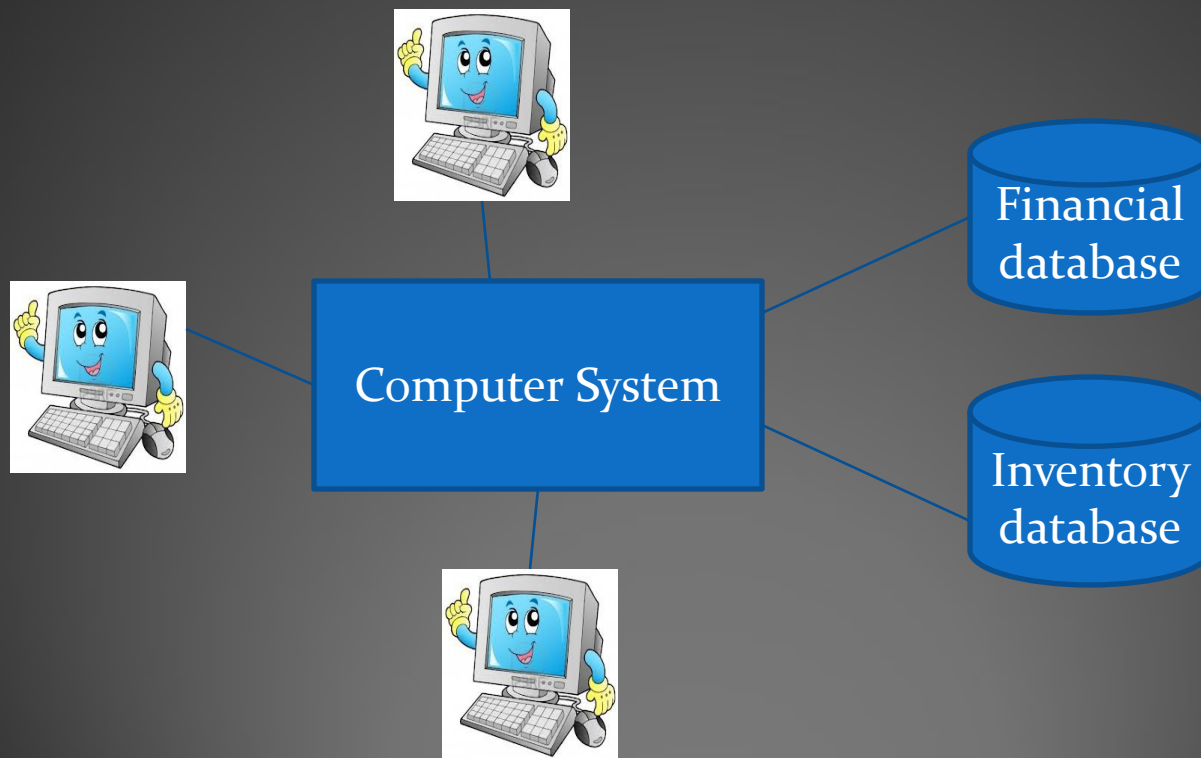 Financial
database
Computer System
Inventory
database